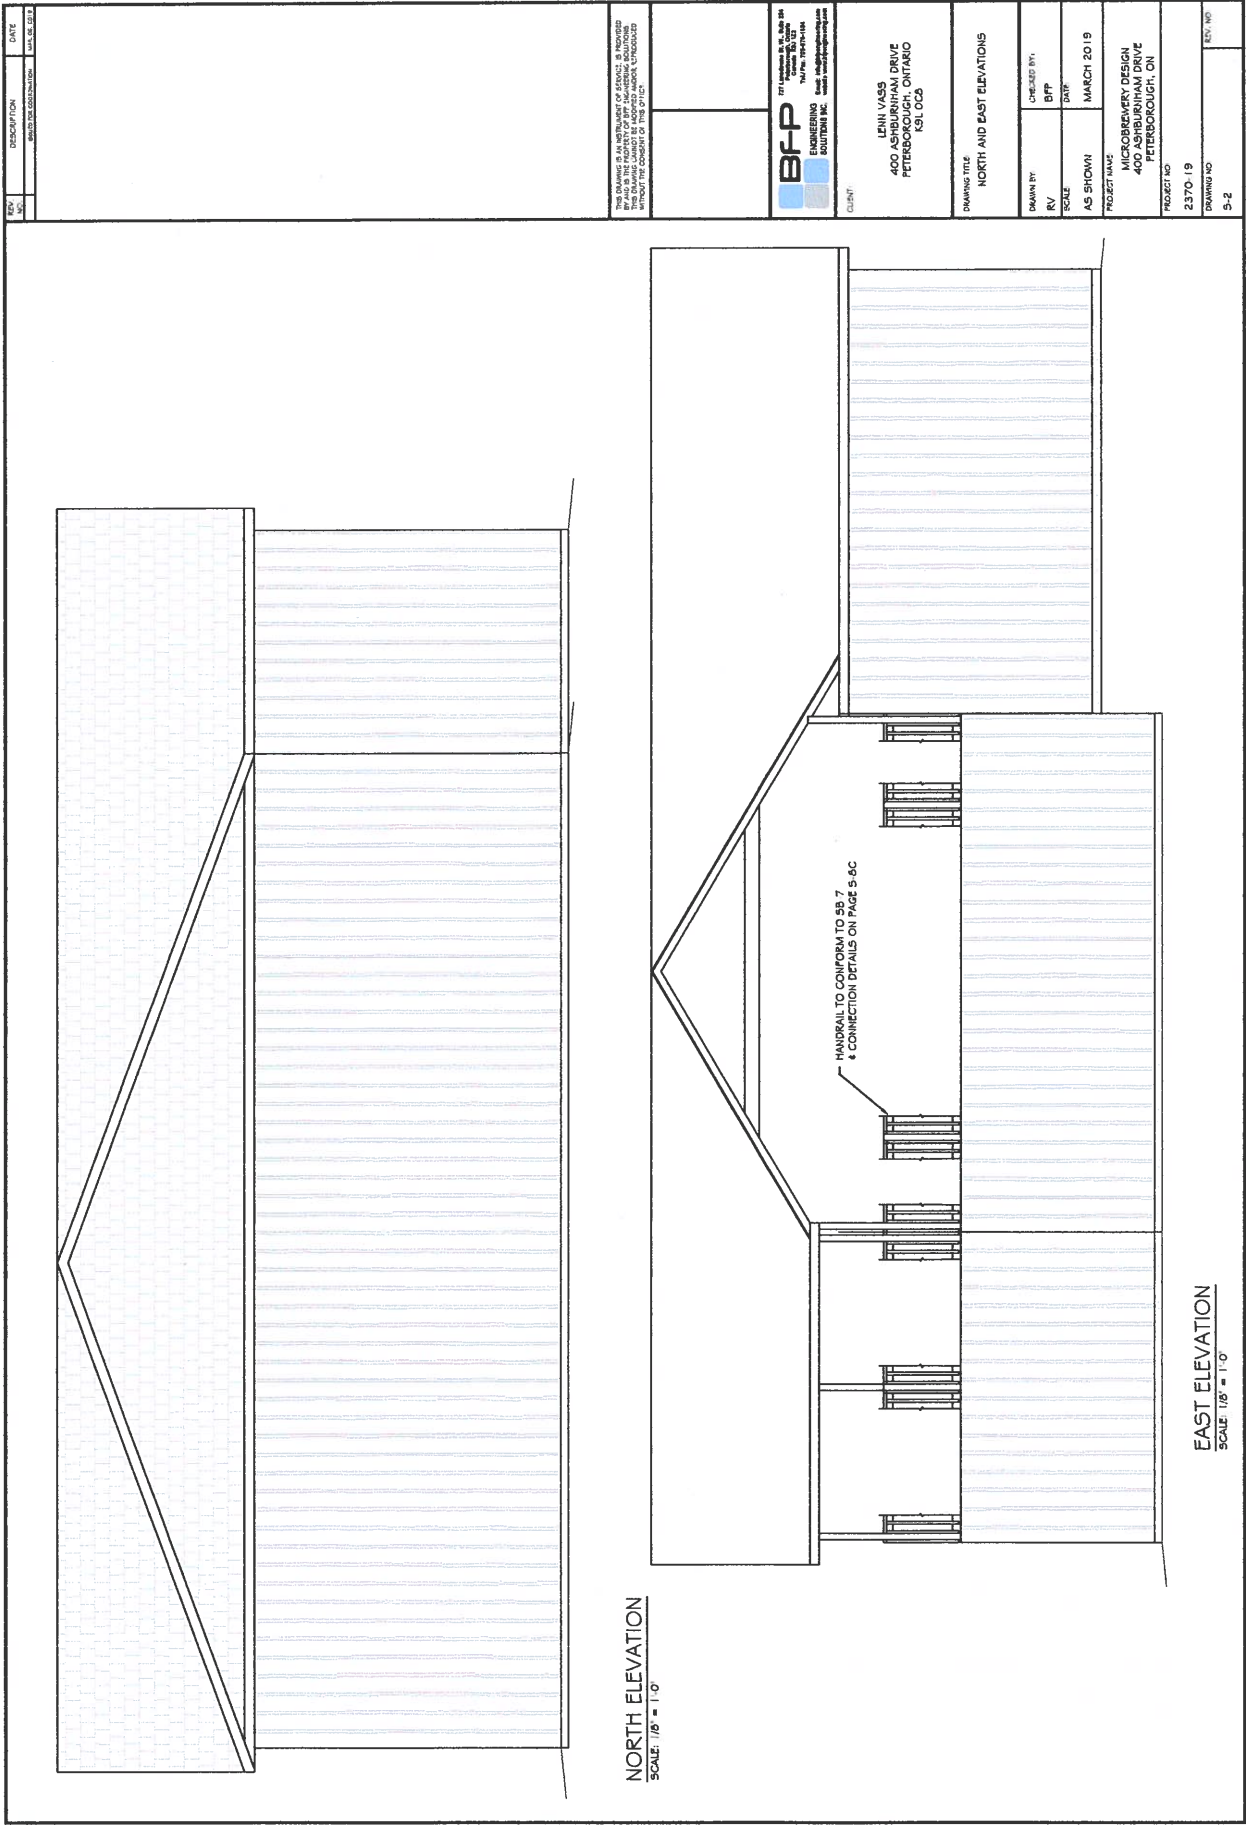 NORTH ELEVATION
SCALE: 1/8" = 1'-0"
HANDRAIL TO CONFORM TO SB-7
& CONNECTION DETAILS ON PAGE S-8C
EAST ELEVATION
SCALE: 1/8" = 1'-0"
REV. NO.
DESCRIPTION
DATE
ISSUED FOR COORDINATION
THIS DRAWING IS AN INSTRUMENT OF SERVICE, IS PROVIDED
BY AND IS THE PROPERTY OF BFP ENGINEERING SOLUTIONS
THIS DRAWING CANNOT BE MODIFIED AND/OR REPRODUCED
WITHOUT THE CONSENT OF THIS OFFICE
BFP
ENGINEERING
SOLUTIONS INC.
Peterborough, Ontario
CLIENT:
LENN VASS
400 ASHBURNHAM DRIVE
PETERBOROUGH, ONTARIO
DRAWING TITLE:
NORTH AND EAST ELEVATIONS
DRAWN BY:
RV
CHECKED BY:
BFP
SCALE:
AS SHOWN
DATE:
MARCH 2019
PROJECT NAME:
MICROBREWERY DESIGN
400 ASHBURNHAM DRIVE
PETERBOROUGH, ON
PROJECT NO:
2370-19
DRAWING NO:
S-2
REV. NO